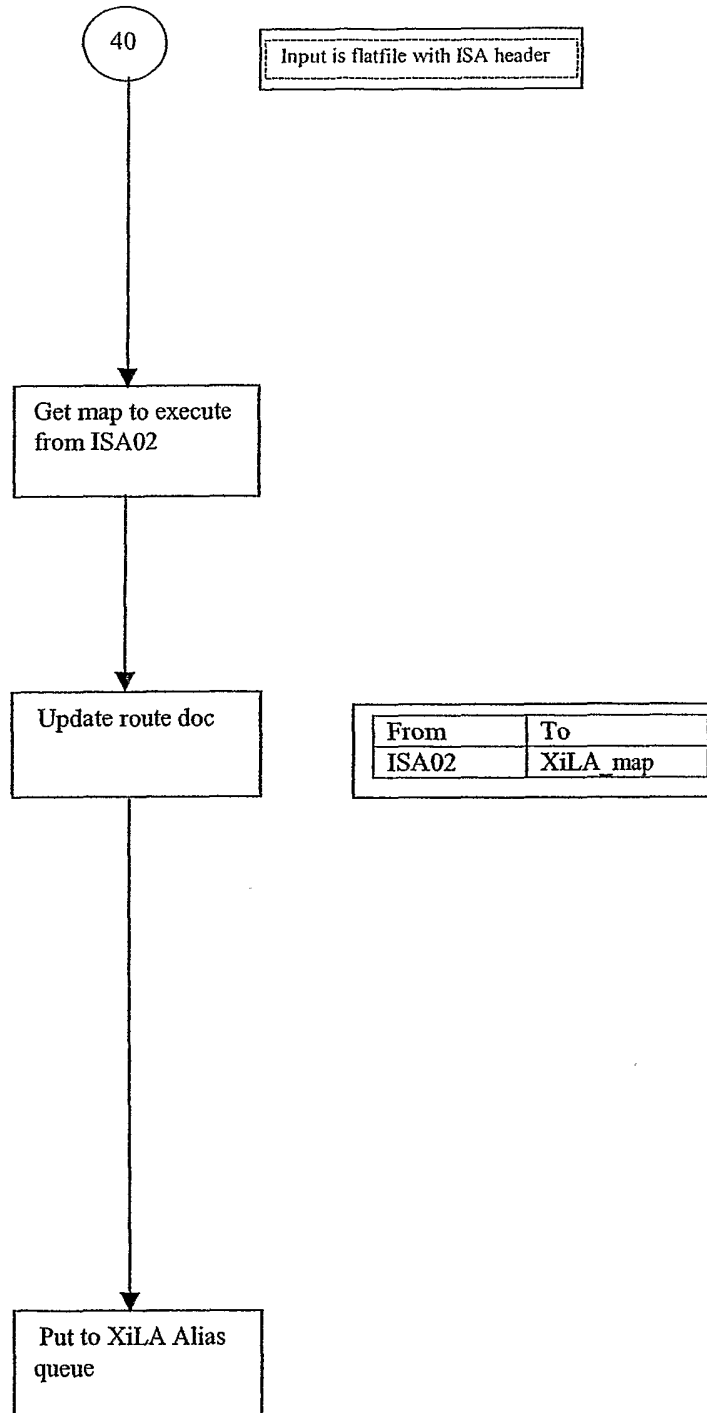 40
Input is flatfile with ISA header
Get map to execute
from ISA02
Update route doc
From To
ISA02 XiLA_map
Put to XiLA Alias
queue